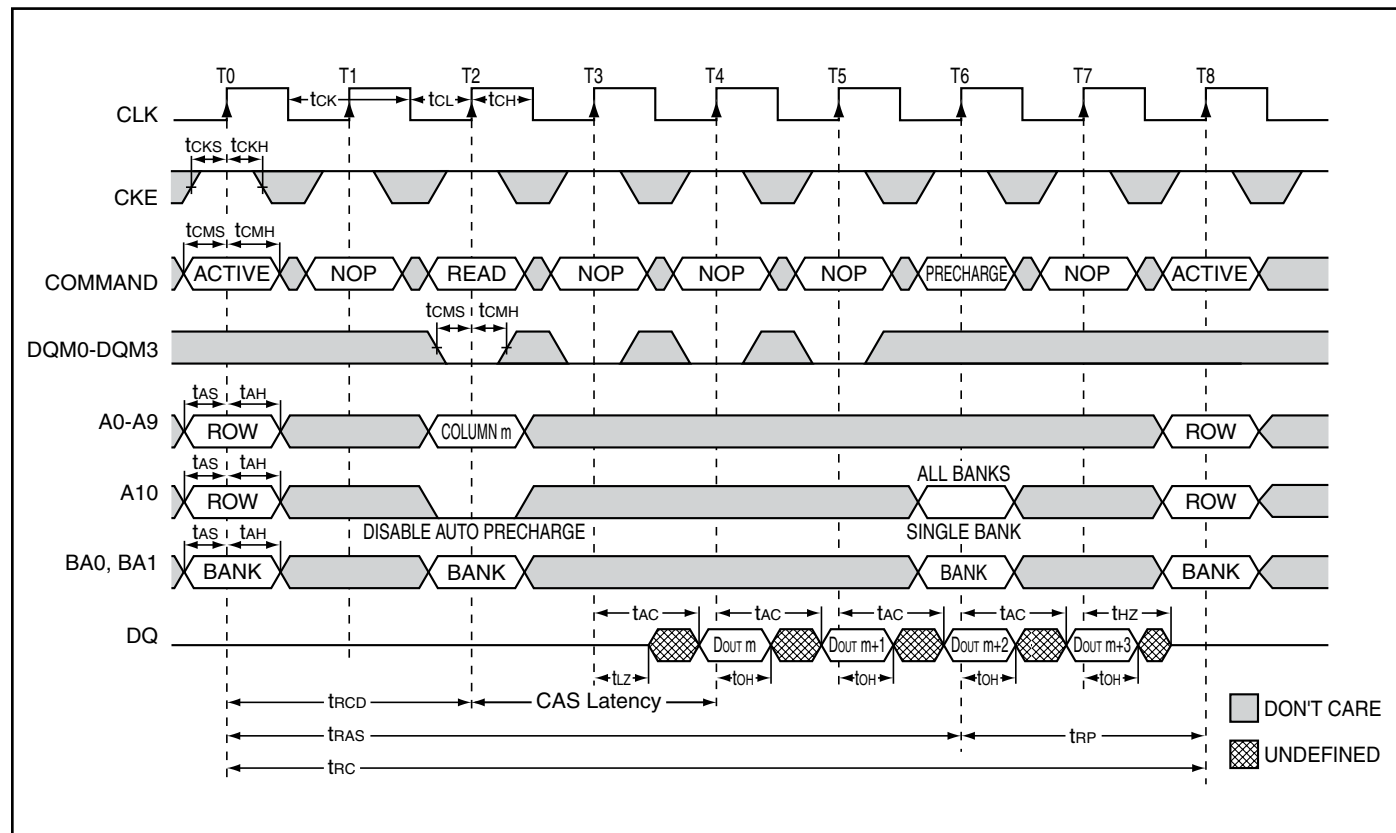 T0 T1 T2 T3 T4 T5 T6 T7 T8
CLK tCK tCL tCH
tCKS tCKH
CKE
tCMS tCMH
COMMAND ACTIVE NOP READ NOP NOP NOP PRECHARGE NOP ACTIVE
tCMS tCMH
DQM0-DQM3
tAS tAH
A0-A9 ROW COLUMN m ROW
tAS tAH ALL BANKS
A10 ROW ROW
DISABLE AUTO PRECHARGE SINGLE BANK
tAS tAH
BA0, BA1 BANK BANK BANK BANK
tAC tAC tAC tAC tHZ
DQ DOUT m DOUT m+1 DOUT m+2 DOUT m+3
tLZ tOH tOH tOH tOH
tRCD CAS Latency
DON'T CARE
tRAS tRP
UNDEFINED
tRC